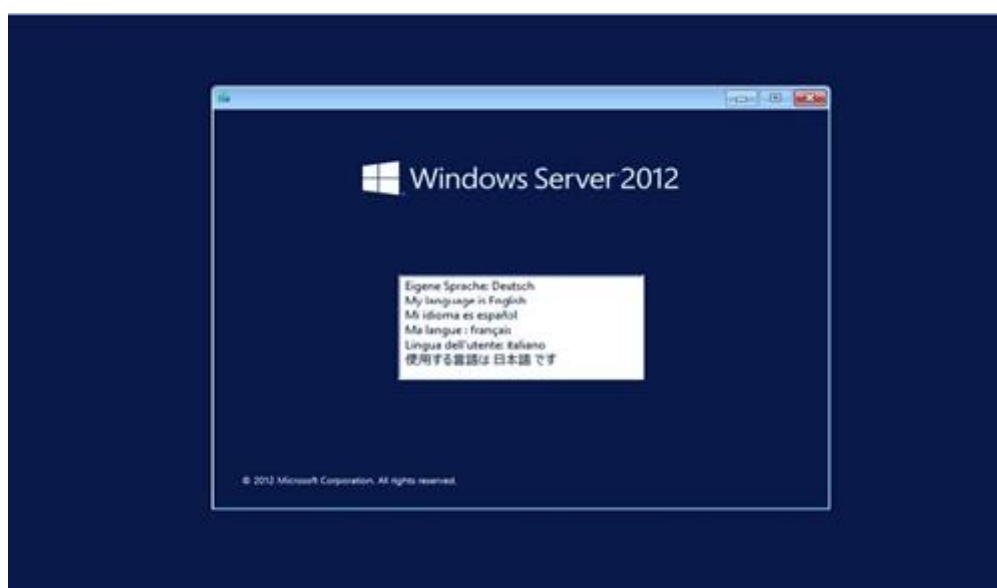 Windows Server 2012
Eigene Sprache: Deutsch
My language is English
Mi idioma es español
Ma langue : français
Lingua dell'utente: italiano
使用する言語は 日本語 です
© 2012 Microsoft Corporation. All rights reserved.